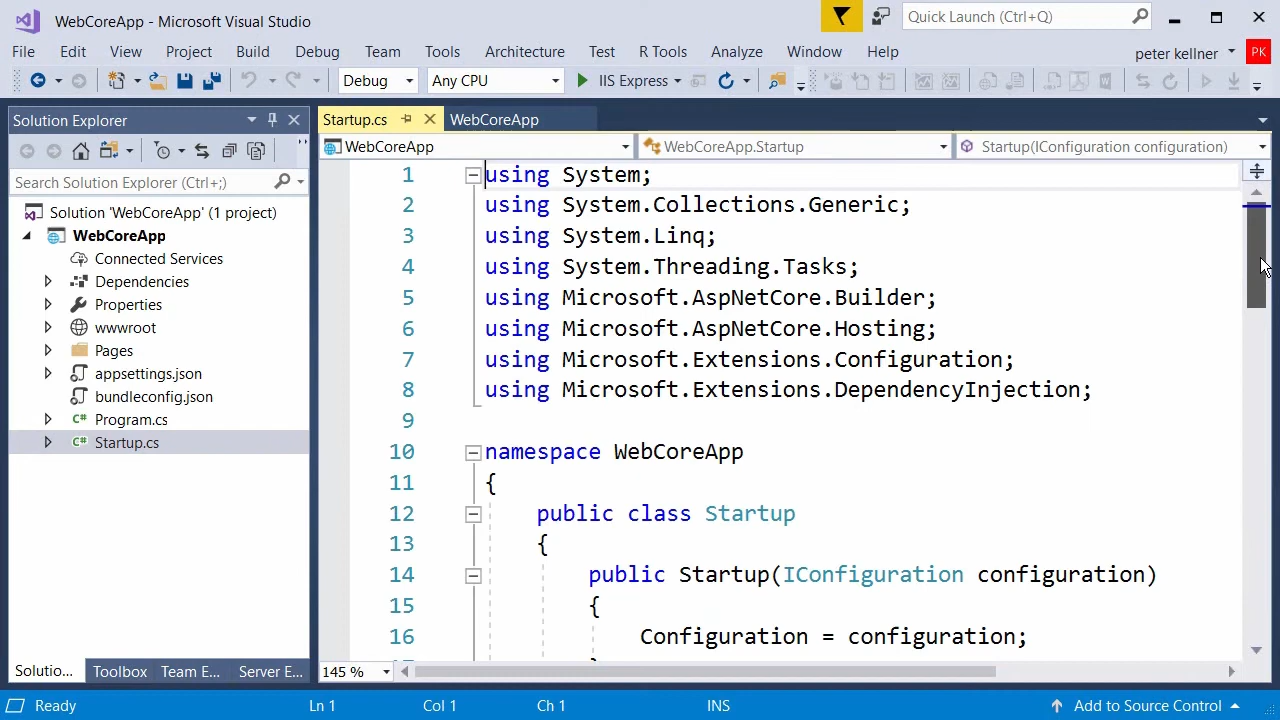 WebCoreApp - Microsoft Visual Studio
Quick Launch (Ctrl+Q)
File Edit View Project Build Debug Team Tools Architecture Test R Tools Analyze Window Help
peter kellner PK
Debug Any CPU IIS Express
Solution Explorer
Search Solution Explorer (Ctrl+;)
Solution 'WebCoreApp' (1 project)
WebCoreApp
Connected Services
Dependencies
Properties
wwwroot
Pages
appsettings.json
bundleconfig.json
C# Program.cs
C# Startup.cs
Solutio... Toolbox Team E... Server E...
Startup.cs WebCoreApp
WebCoreApp WebCoreApp.Startup Startup(IConfiguration configuration)
1 using System;
2 using System.Collections.Generic;
3 using System.Linq;
4 using System.Threading.Tasks;
5 using Microsoft.AspNetCore.Builder;
6 using Microsoft.AspNetCore.Hosting;
7 using Microsoft.Extensions.Configuration;
8 using Microsoft.Extensions.DependencyInjection;
9
10 namespace WebCoreApp
11 {
12 public class Startup
13 {
14 public Startup(IConfiguration configuration)
15 {
16 Configuration = configuration;
145 %
Ready Ln 1 Col 1 Ch 1 INS Add to Source Control